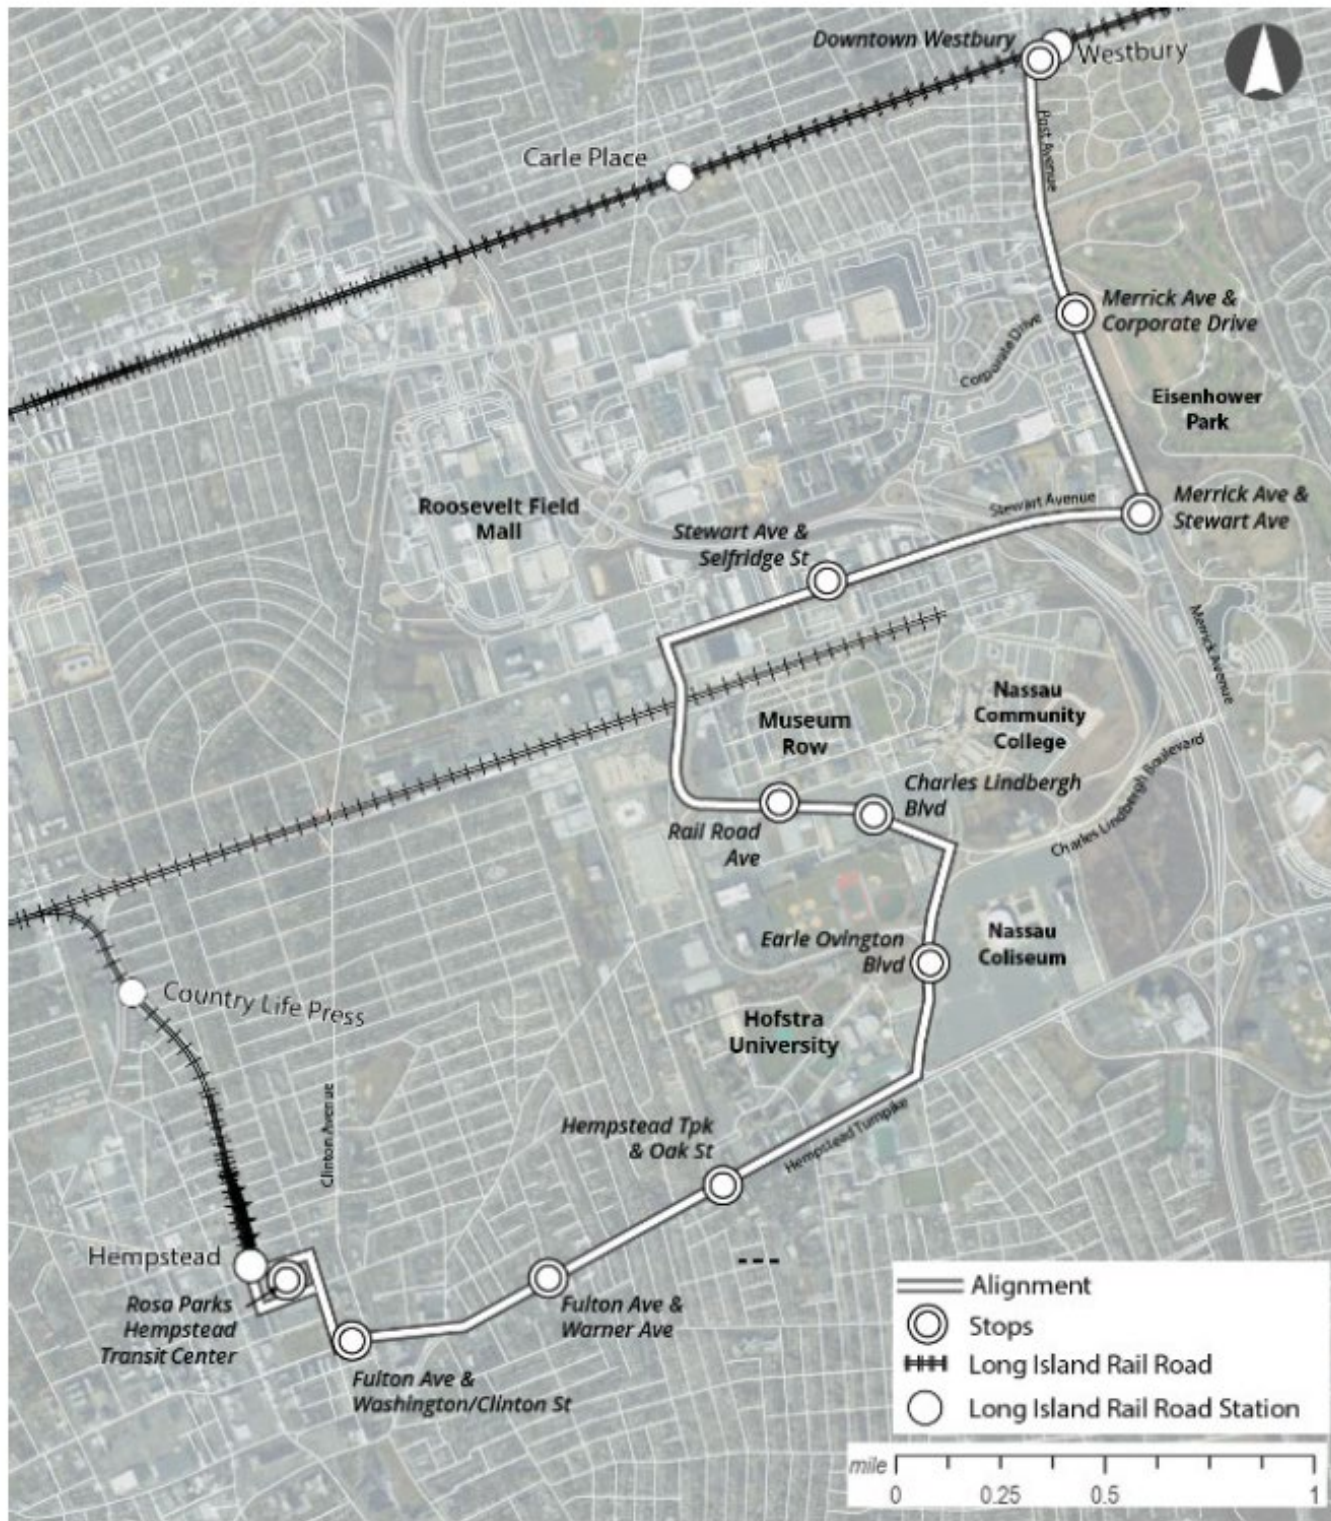 Downtown Westbury
Westbury
Post Avenue
Carle Place
Merrick Ave &
Corporate Drive
Corporate Drive
Eisenhower
Park
Roosevelt Field
Mall
Stewart Avenue
Merrick Ave &
Stewart Ave
Stewart Ave &
Selfridge St
Merrick Avenue
Nassau
Community
College
Museum
Row
Charles Lindbergh
Blvd
Charles Lindbergh Boulevard
Rail Road
Ave
Earle Ovington
Blvd
Nassau
Coliseum
Country Life Press
Hofstra
University
Clinton Avenue
Hempstead Tpk
& Oak St
Hempstead Turnpike
Hempstead
Rosa Parks
Hempstead
Transit Center
Fulton Ave &
Warner Ave
Fulton Ave &
Washington/Clinton St
Alignment
Stops
Long Island Rail Road
Long Island Rail Road Station
mile
0 0.25 0.5 1